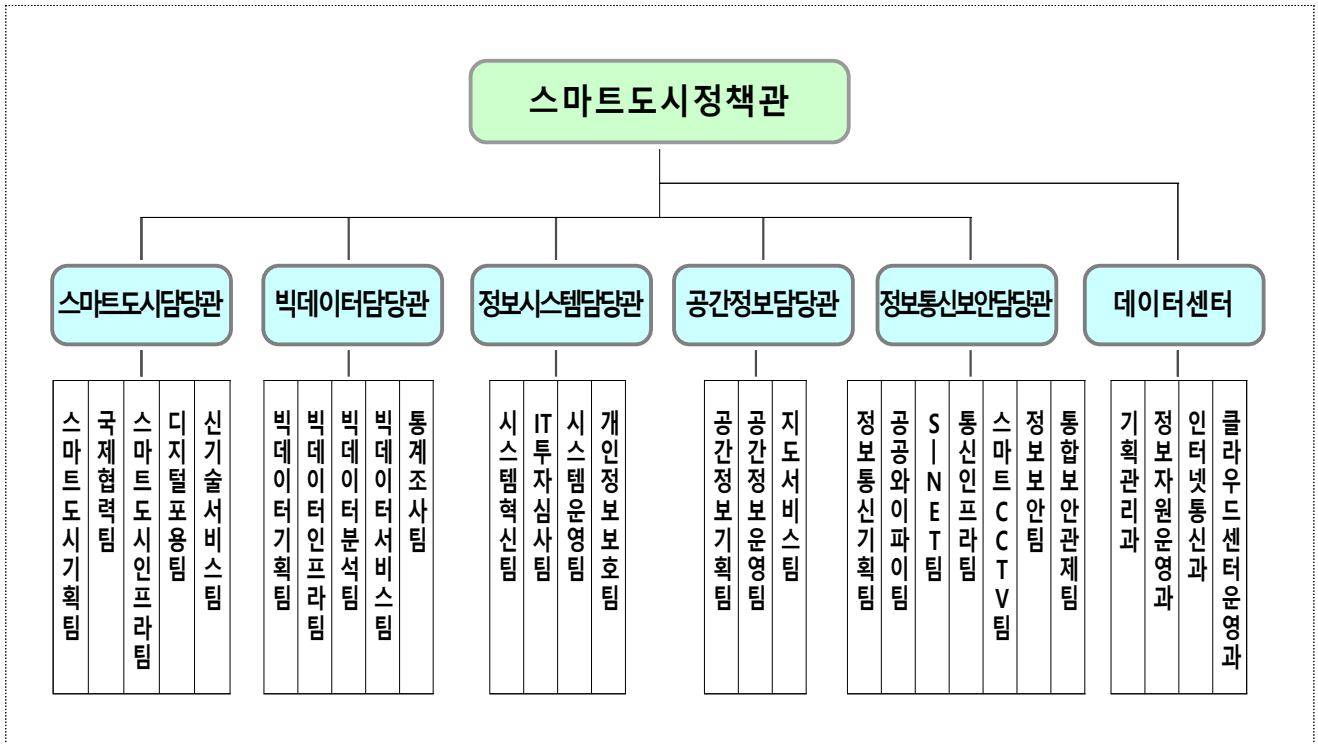 스마트도시정책관
스마트도시담당관
빅데이터담당관
정보시스템담당관
공간정보담당관
정보통신보안담당관
데이터센터
스마트도시기획팀
국제협력팀
스마트도시인프라팀
디지털포용팀
신기술서비스팀
빅데이터기획팀
빅데이터인프라팀
빅데이터분석팀
빅데이터서비스팀
통계조사팀
시스템혁신팀
IT투자심사팀
시스템운영팀
개인정보보호팀
공간정보기획팀
공간정보운영팀
지도서비스팀
정보통신기획팀
공공와이파이팀
S-NET팀
통신인프라팀
스마트CCTV팀
정보보안팀
통합보안관제팀
기획관리과
정보자원운영과
인터넷통신과
클라우드센터운영과